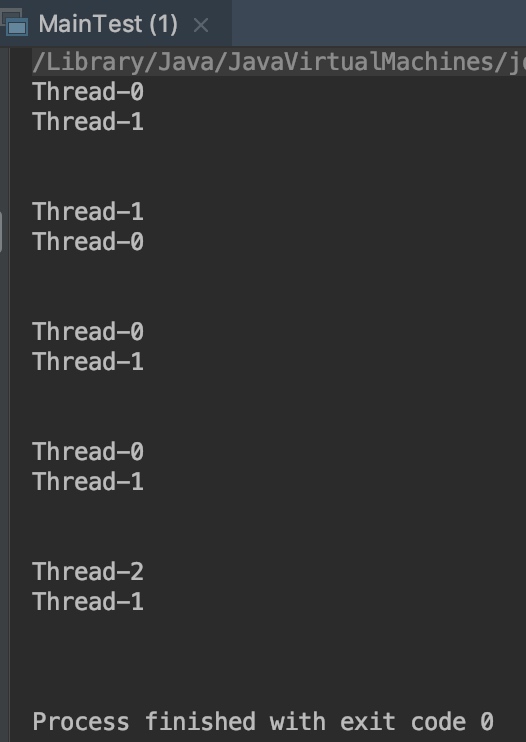 MainTest (1)
/Library/Java/JavaVirtualMachines/j
Thread-0
Thread-1
Thread-1
Thread-0
Thread-0
Thread-1
Thread-0
Thread-1
Thread-2
Thread-1
Process finished with exit code 0